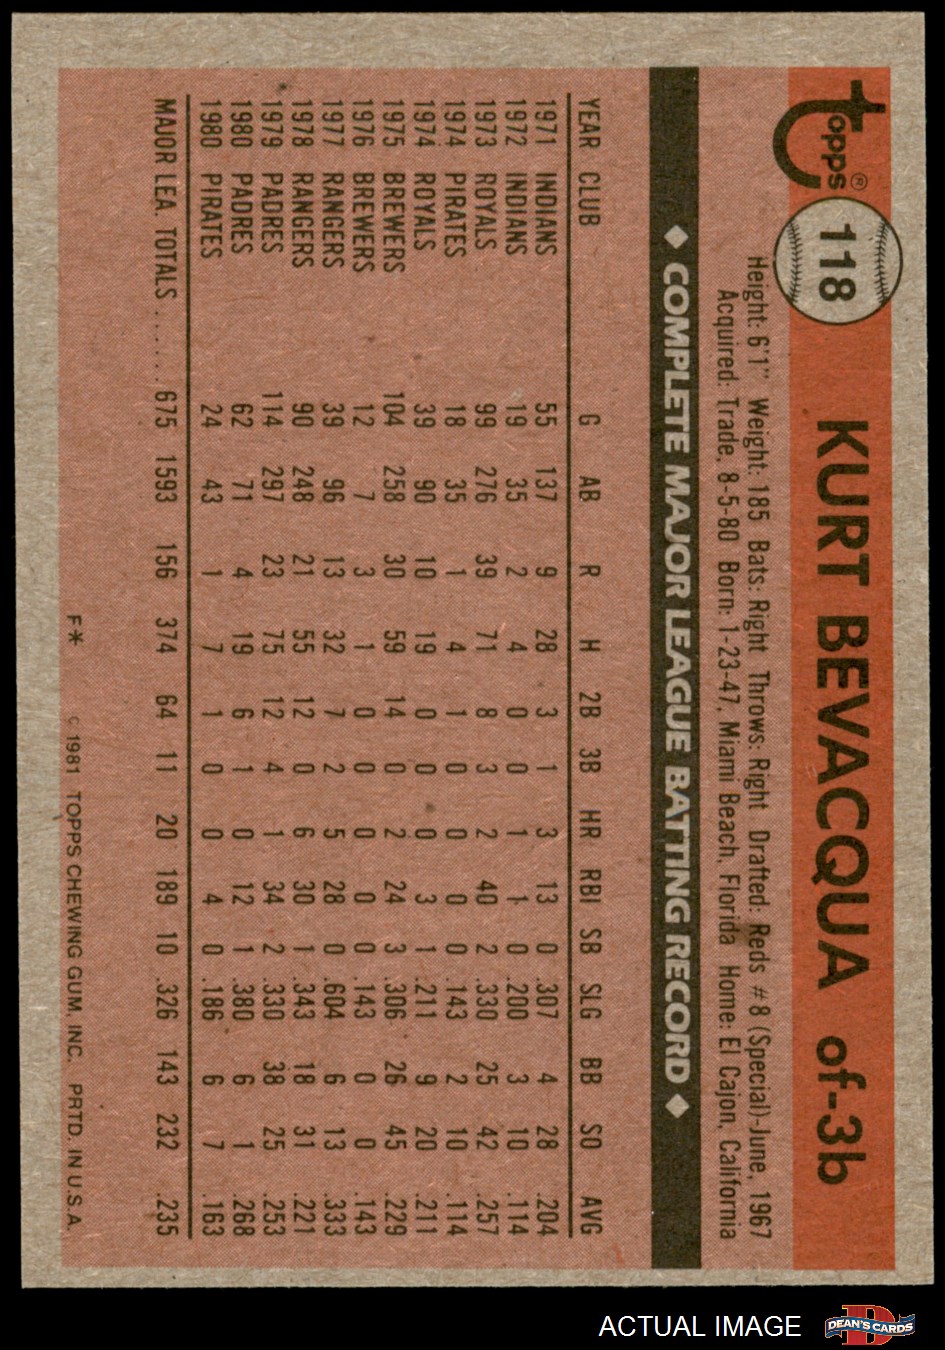 topps®
118 KURT BEVACQUA of-3b
Height: 6'1" Weight: 185 Bats: Right Throws: Right Drafted: Reds #8 (Special)-June, 1967
Acquired: Trade, 8-5-80 Born: 1-23-47, Miami Beach, Florida Home: El Cajon, California
◆ COMPLETE MAJOR LEAGUE BATTING RECORD ◆
YEAR CLUB G AB R H 2B 3B HR RBI SB SLG BB SO AVG
1971 INDIANS 55 137 9 28 3 1 3 13 0 .307 4 28 .204
1972 INDIANS 19 35 2 4 0 0 1 1 0 .200 3 10 .114
1973 ROYALS 99 276 39 71 8 3 2 40 2 .330 25 42 .257
1974 PIRATES 18 35 1 4 1 0 0 0 0 .143 2 10 .114
1974 ROYALS 39 90 10 19 0 0 0 3 1 .211 9 20 .211
1975 BREWERS 104 258 30 59 14 0 2 24 3 .306 26 45 .229
1976 BREWERS 12 7 3 1 0 0 0 0 0 .143 0 0 .143
1977 RANGERS 39 96 13 32 7 2 5 28 0 .604 6 13 .333
1978 RANGERS 90 248 21 55 12 0 6 30 1 .343 18 31 .221
1979 PADRES 114 297 23 75 12 4 1 34 2 .330 38 25 .253
1980 PADRES 62 71 4 19 6 1 0 12 1 .380 6 1 .268
1980 PIRATES 24 43 1 7 1 0 0 4 0 .186 6 7 .163
MAJOR LEA. TOTALS ...... 675 1593 156 374 64 11 20 189 10 .326 143 232 .235
F* © 1981 TOPPS CHEWING GUM, INC. PRTD. IN U.S.A.
ACTUAL IMAGE
D
DEAN'S CARDS